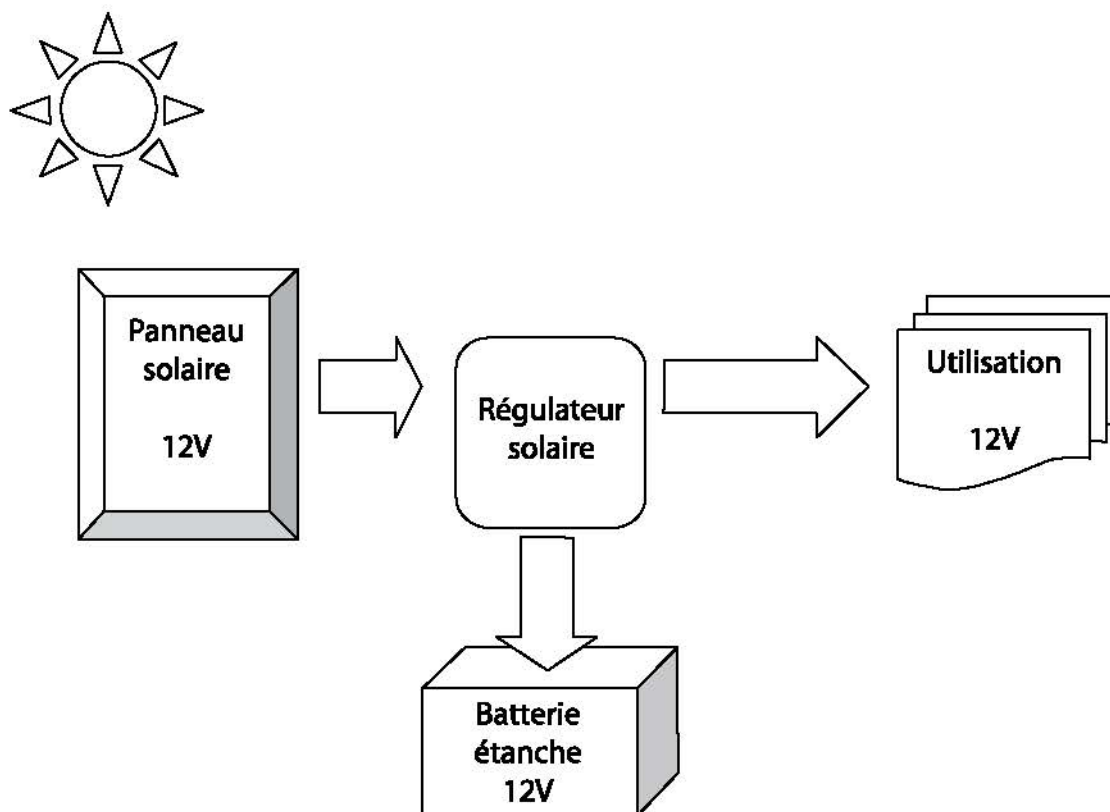 Panneau
solaire
12V
Régulateur
solaire
Utilisation
12V
Batterie
étanche
12V